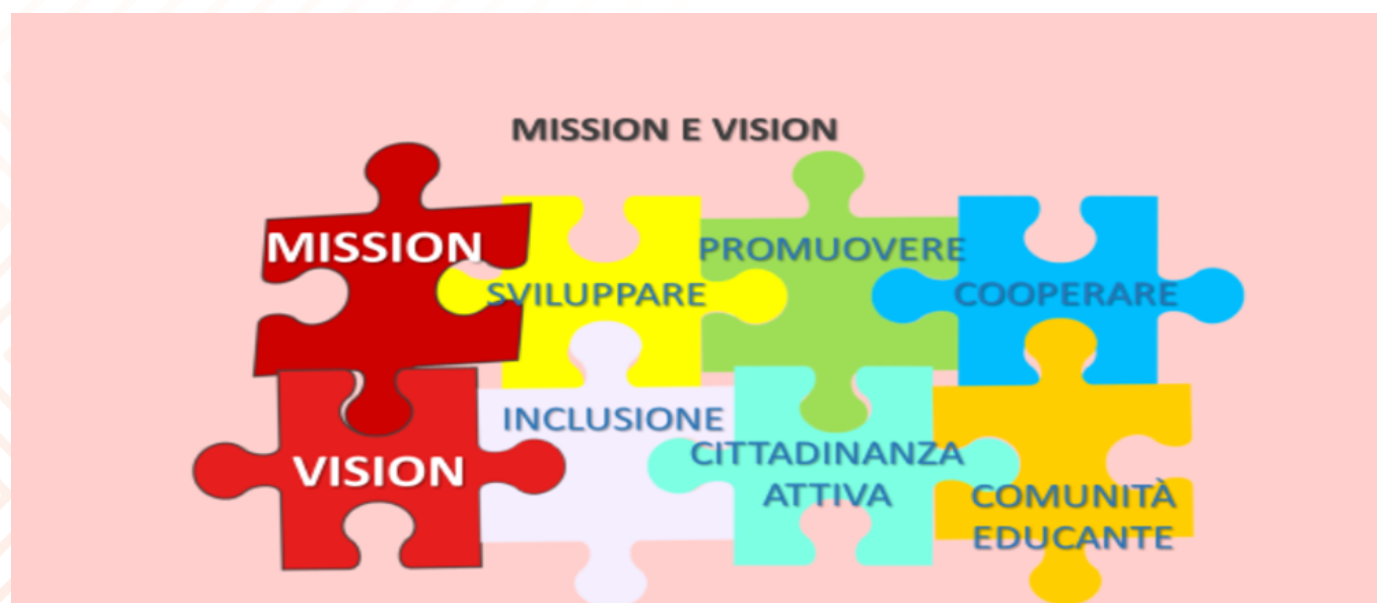 MISSION E VISION
MISSION
SVILUPPARE
PROMUOVERE
COOPERARE
VISION
INCLUSIONE
CITTADINANZA
ATTIVA
COMUNITÀ
EDUCANTE